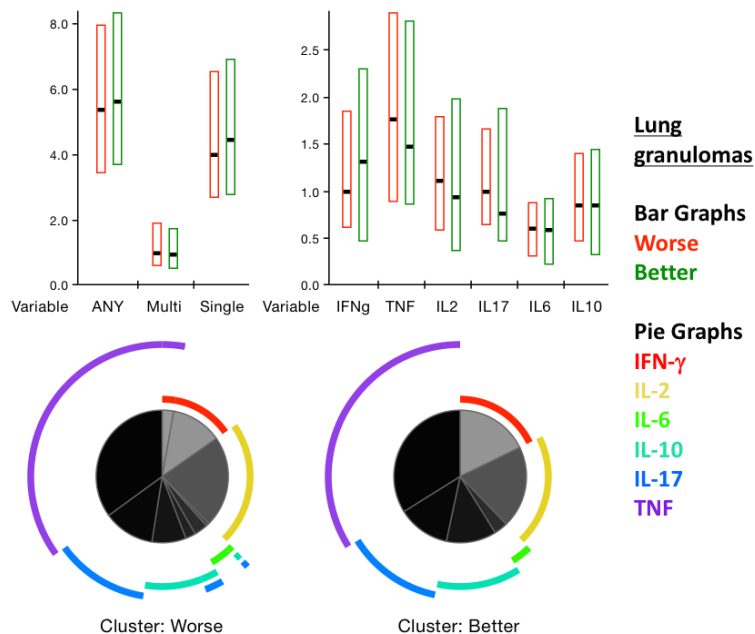 8.0
6.0
4.0
2.0
0.0
Variable ANY Multi Single
2.5
2.0
1.5
1.0
0.5
0.0
Variable IFNg TNF IL2 IL17 IL6 IL10
Lung
granulomas
Bar Graphs
Worse
Better
Pie Graphs
IFN-γ
IL-2
IL-6
IL-10
IL-17
TNF
Cluster: Worse
Cluster: Better